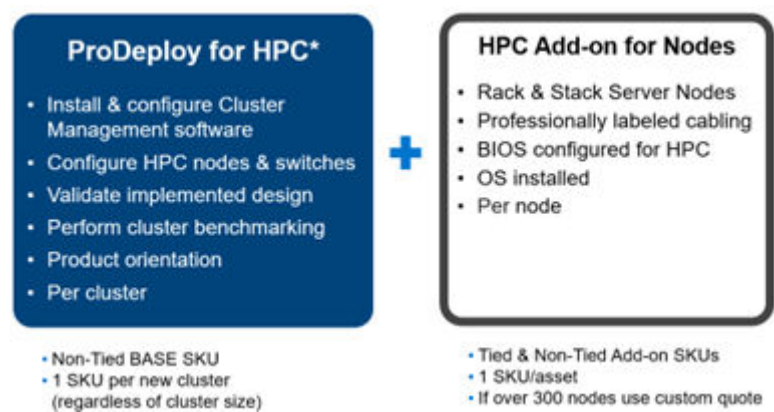 ProDeploy for HPC*
• Install & configure Cluster
Management software
• Configure HPC nodes & switches
• Validate implemented design
• Perform cluster benchmarking
• Product orientation
• Per cluster
• Non-Tied BASE SKU
• 1 SKU per new cluster
(regardless of cluster size)
HPC Add-on for Nodes
• Rack & Stack Server Nodes
• Professionally labeled cabling
• BIOS configured for HPC
• OS installed
• Per node
• Tied & Non-Tied Add-on SKUs
• 1 SKU/asset
• If over 300 nodes use custom quote